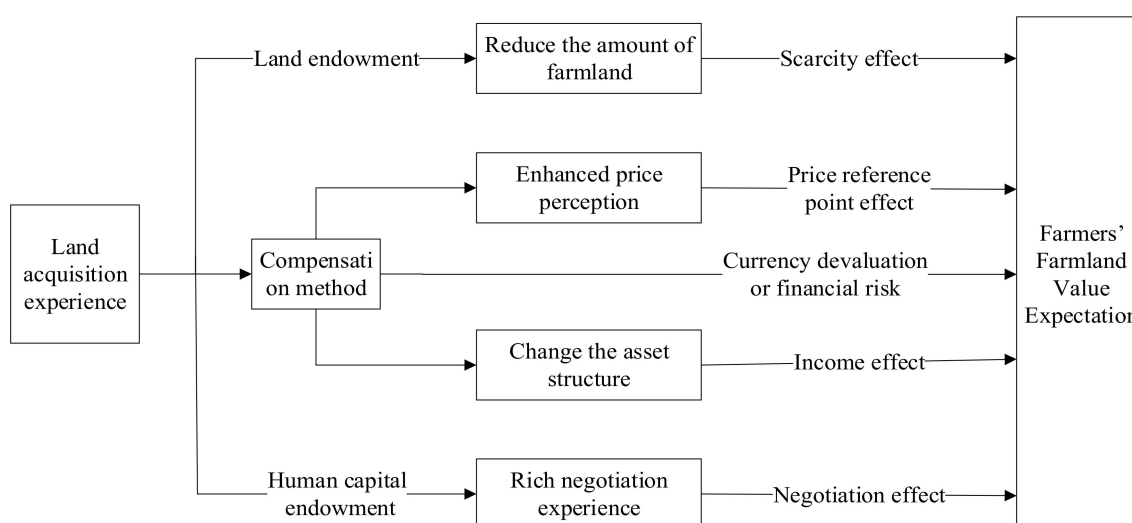 Land
acquisition
experience
Land endowment
Reduce the amount of
farmland
Scarcity effect
Enhanced price
perception
Price reference
point effect
Compensati
on method
Currency devaluation
or financial risk
Change the asset
structure
Income effect
Human capital
endowment
Rich negotiation
experience
Negotiation effect
Farmers’
Farmland
Value
Expectation